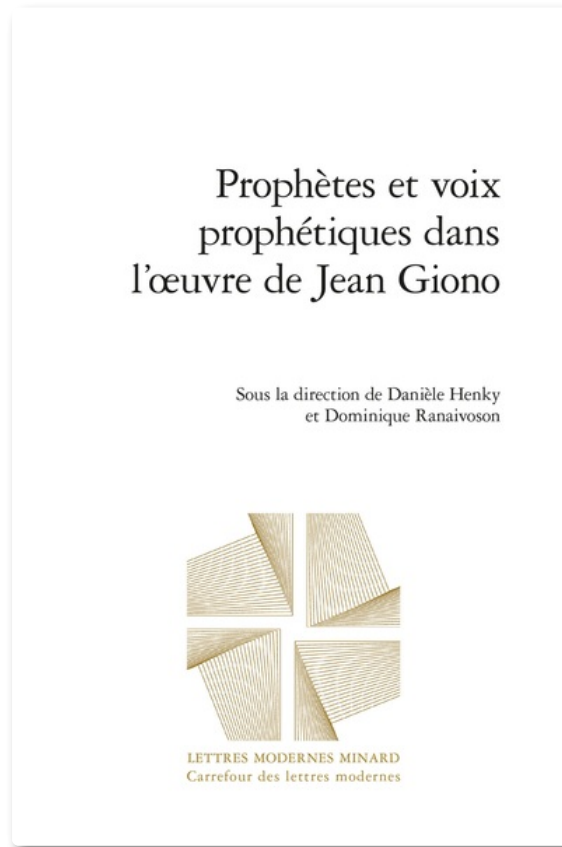 Prophètes et voix
prophétiques dans
l’œuvre de Jean Giono
Sous la direction de Danièle Henky
et Dominique Ranaivoson
LETTRES MODERNES MINARD
Carrefour des lettres modernes